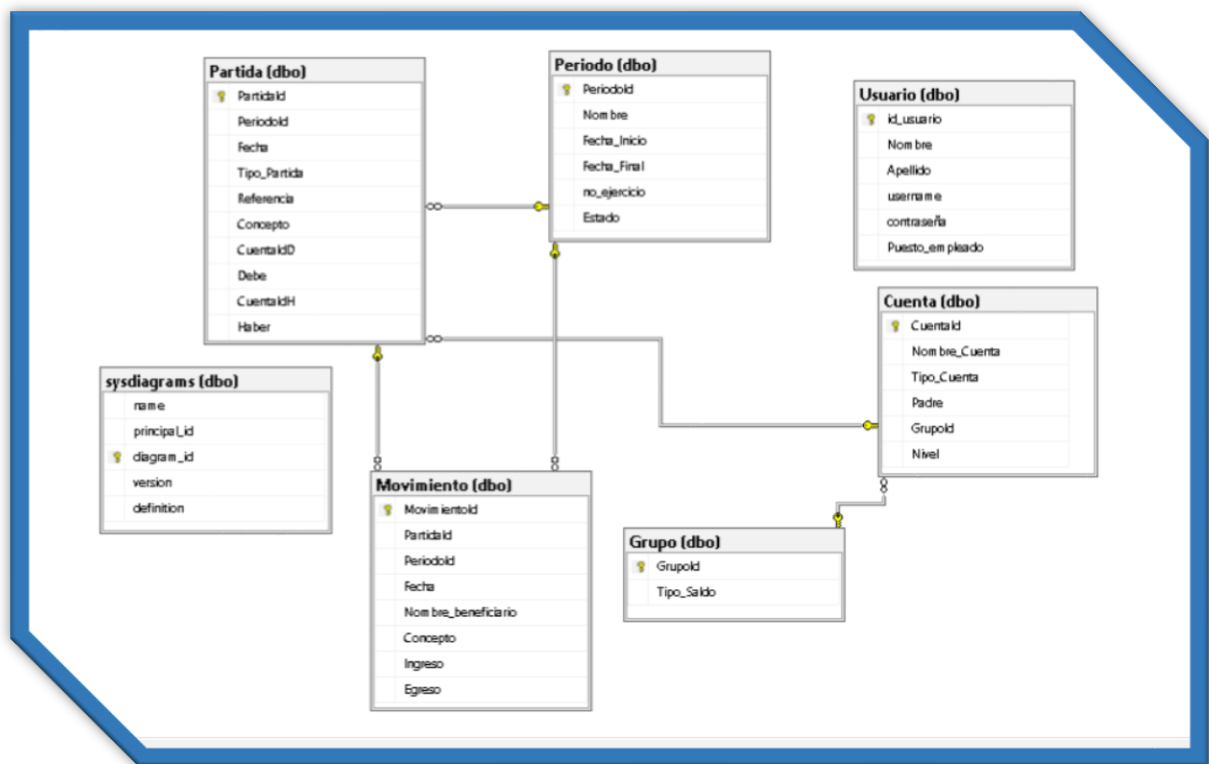 Partida (dbo)
PartidaId
PeriodoId
Fecha
Tipo_Partida
Referencia
Concepto
CuentaIdD
Debe
CuentaIdH
Haber
Periodo (dbo)
PeriodoId
Nombre
Fecha_Inicio
Fecha_Final
no_ejercicio
Estado
Usuario (dbo)
id_usuario
Nombre
Apellido
username
contraseña
Puesto_empleado
Cuenta (dbo)
CuentaId
Nombre_Cuenta
Tipo_Cuenta
Padre
GrupoId
Nivel
sysdiagrams (dbo)
name
principal_id
diagram_id
version
definition
Movimiento (dbo)
MovimientoId
PartidaId
PeriodoId
Fecha
Nombre_beneficiario
Concepto
Ingreso
Egreso
Grupo (dbo)
GrupoId
Tipo_Saldo